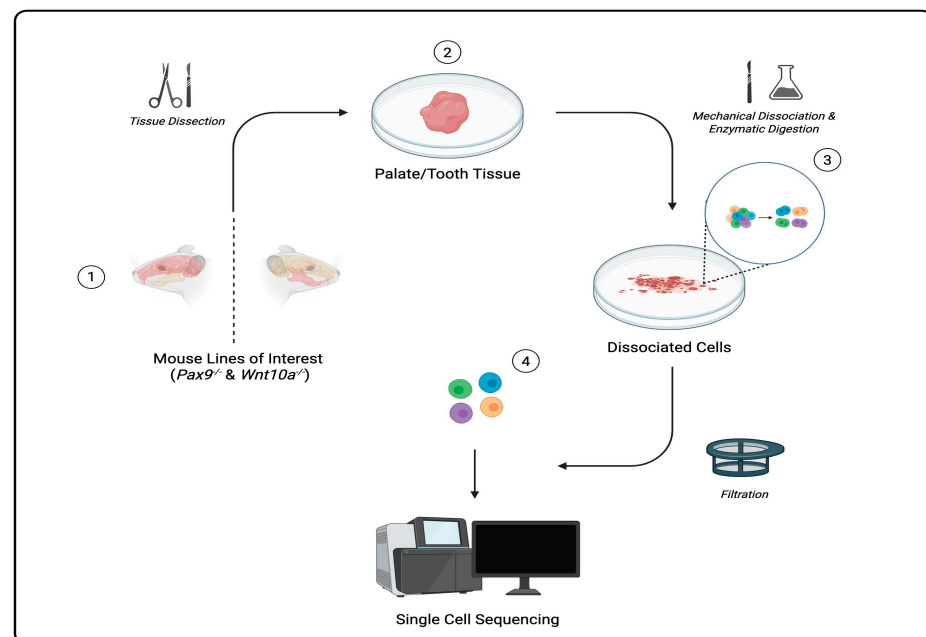 2
Tissue Dissection
Mechanical Dissociation &
Enzymatic Digestion
Palate/Tooth Tissue
3
1
Mouse Lines of Interest
(Pax9-/- & Wnt10a-/-)
Dissociated Cells
4
Filtration
Single Cell Sequencing